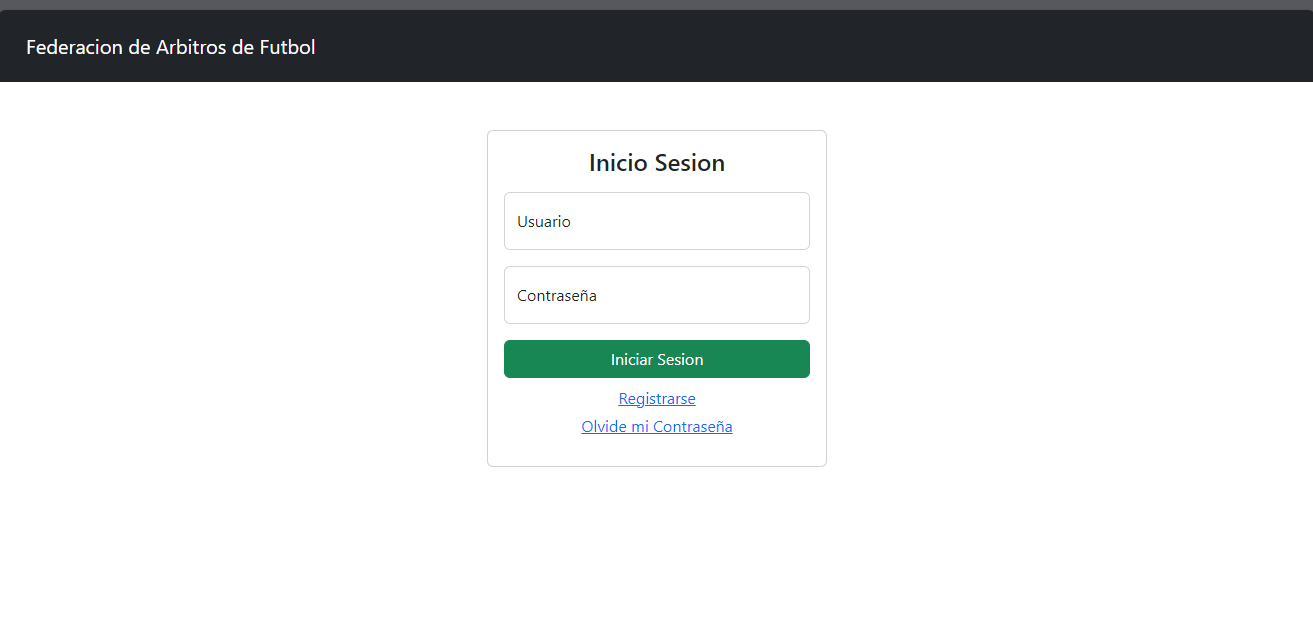 Federacion de Arbitros de Futbol
Inicio Sesion
Usuario
Contraseña
Iniciar Sesion
Registrarse
Olvide mi Contraseña